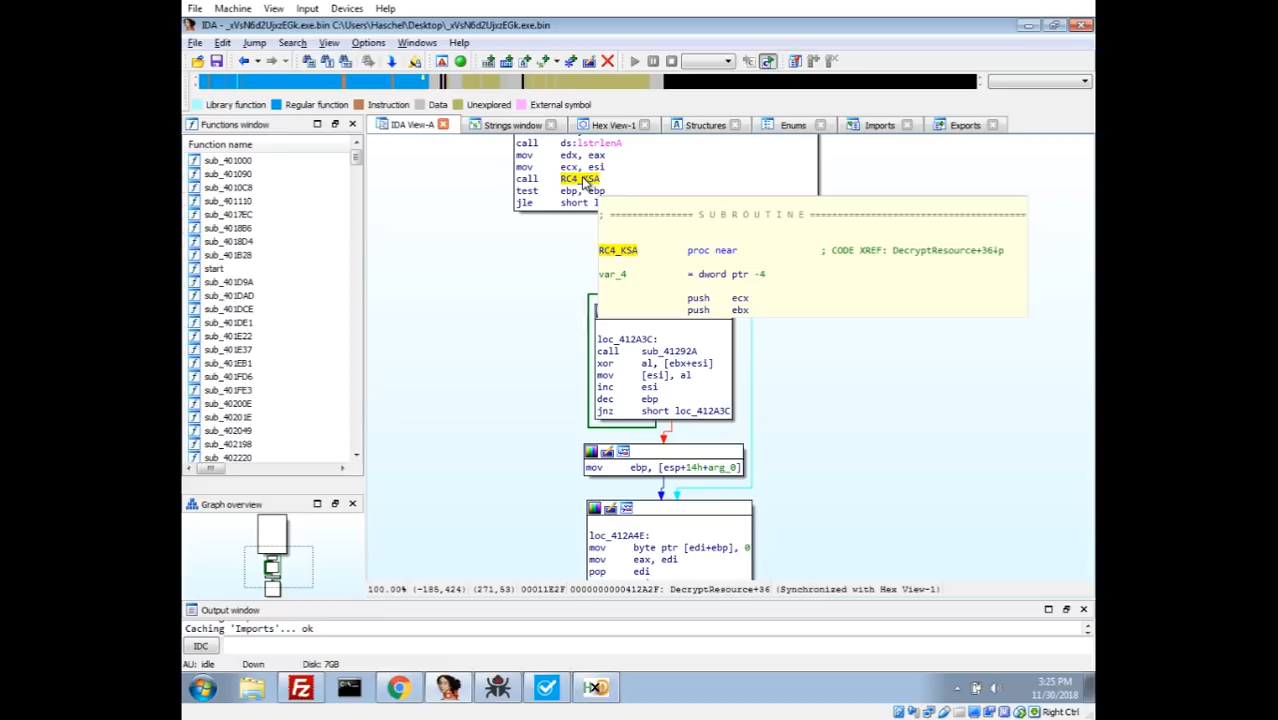 File Machine View Input Devices Help
IDA - _xVsN6d2UjxzEGk.exe.bin C:\Users\Haschel\Desktop\_xVsN6d2UjxzEGk.exe.bin
File Edit Jump Search View Options Windows Help
Library function Regular function Instruction Data Unexplored External symbol
Functions window
IDA View-A Strings window Hex View-1 Structures Enums Imports Exports
Function name
sub_401000
sub_401090
sub_4010C8
sub_401110
sub_4017EC
sub_4018B6
sub_4018D4
sub_401B28
start
sub_401D9A
sub_401DAD
sub_401DCE
sub_401DE1
sub_401E22
sub_401E37
sub_401EB1
sub_401FD6
sub_401FE3
sub_40200E
sub_40201E
sub_402049
sub_402198
sub_402220
Graph overview
call ds:lstrlenA
mov edx, eax
mov ecx, esi
call RC4_KSA
test ebp, ebp
jle short l
; =============== S U B R O U T I N E =======================================
RC4_KSA proc near ; CODE XREF: DecryptResource+36↓p
var_4 = dword ptr -4
push ecx
push ebx
loc_412A3C:
call sub_41292A
xor al, [ebx+esi]
mov [esi], al
inc esi
dec ebp
jnz short loc_412A3C
mov ebp, [esp+14h+arg_0]
loc_412A4E:
mov byte ptr [edi+ebp], 0
mov eax, edi
pop edi
100.00% (-185,424) (271,53) 00011E2F 0000000000412A2F: DecryptResource+36 (Synchronized with Hex View-1)
Output window
Caching 'Imports'... ok
IDC
AU: idle Down Disk: 7GB
3:25 PM
11/30/2018
Right Ctrl